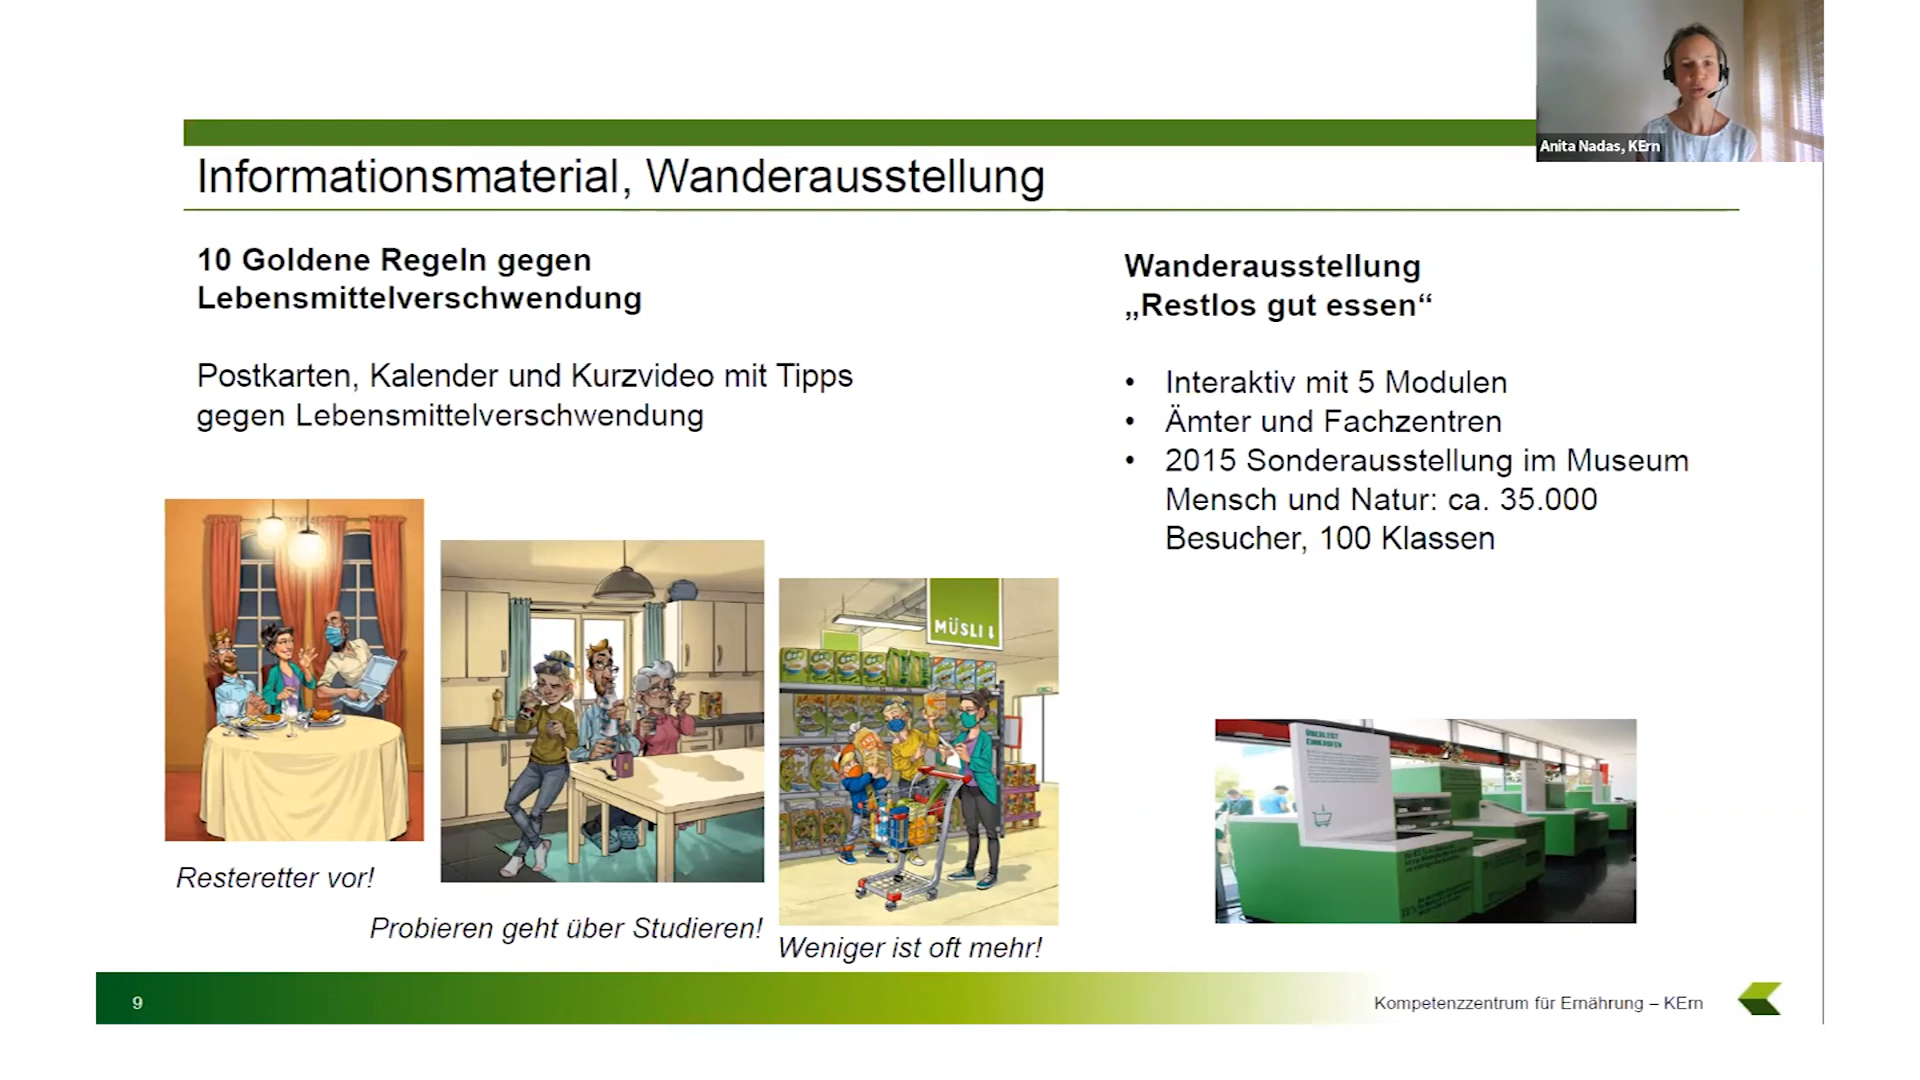 Anita Nadas, KErn
Informationsmaterial, Wanderausstellung
10 Goldene Regeln gegen
Lebensmittelverschwendung
Postkarten, Kalender und Kurzvideo mit Tipps
gegen Lebensmittelverschwendung
Wanderausstellung
„Restlos gut essen“
• Interaktiv mit 5 Modulen
• Ämter und Fachzentren
• 2015 Sonderausstellung im Museum
Mensch und Natur: ca. 35.000
Besucher, 100 Klassen
MÜSLI
ÜBERLEGT
EINKAUFEN
Resteretter vor!
Probieren geht über Studieren!
Weniger ist oft mehr!
9
Kompetenzzentrum für Ernährung – KErn